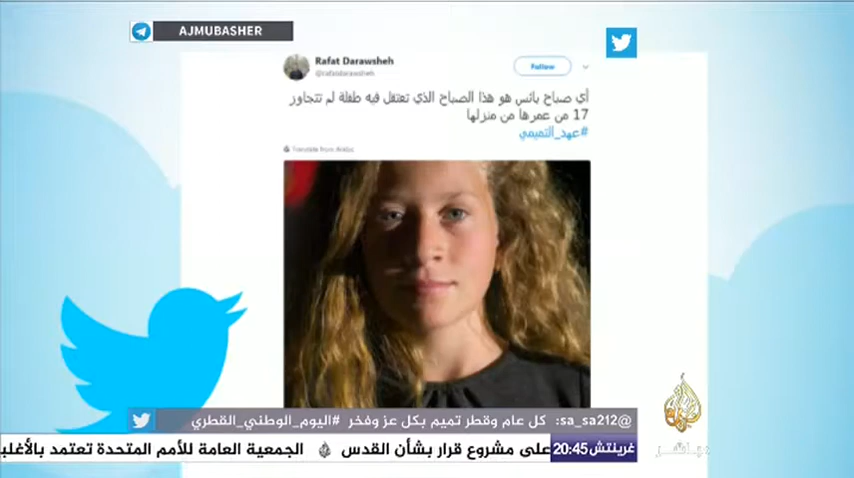 AJMUBASHER
Rafat Darawsheh
@rafatdarawsheh
Follow
أي صباح بائس هو هذا الصباح الذي تعتقل فيه طفلة لم تتجاوز
17 من عمرها من منزلها
#عهد_التميمي
Translate from Arabic
@sa_sa212: كل عام وقطر تميم بكل عز وفخر #اليوم_الوطني_القطري
مباشر
غرينتش 20:45 على مشروع قرار بشأن القدس الجمعية العامة للأمم المتحدة تعتمد بالأغلب